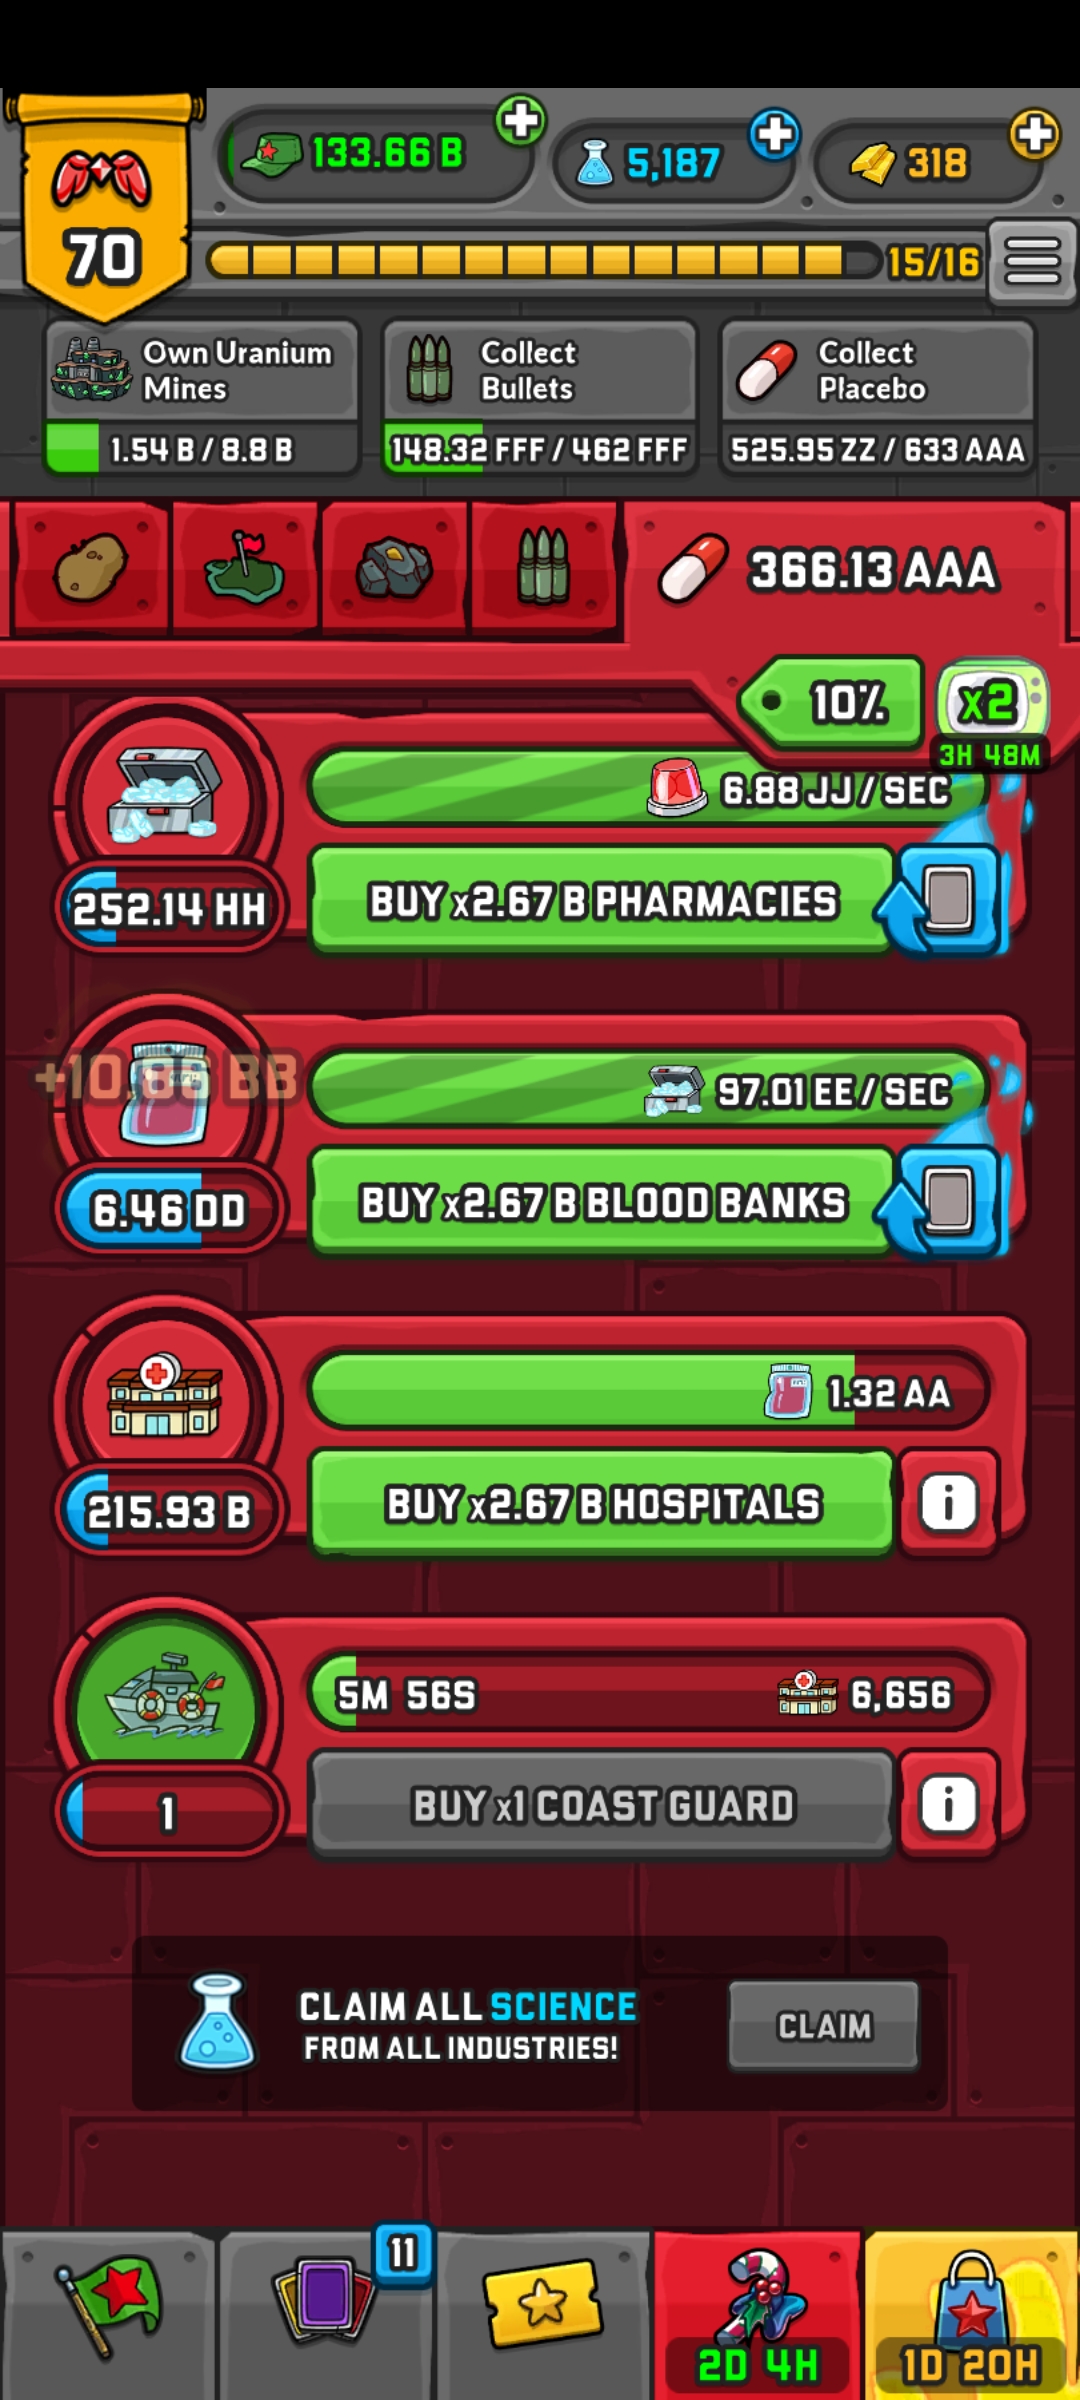 133.66 B
5,187
318
70
15/16
Own Uranium
Mines
Collect
Bullets
Collect
Placebo
1.54 B / 8.8 B
148.32 FFF / 462 FFF
525.95 ZZ / 633 AAA
366.13 AAA
10%
x2
3H 48M
6.88 JJ / SEC
252.14 HH
BUY x2.67 B PHARMACIES
+10.86 BB
97.01 EE / SEC
6.46 DD
BUY x2.67 B BLOOD BANKS
1.32 AA
215.93 B
BUY x2.67 B HOSPITALS
i
5M 56S
6,656
1
BUY x1 COAST GUARD
i
CLAIM ALL SCIENCE
FROM ALL INDUSTRIES!
CLAIM
11
2D 4H
1D 20H